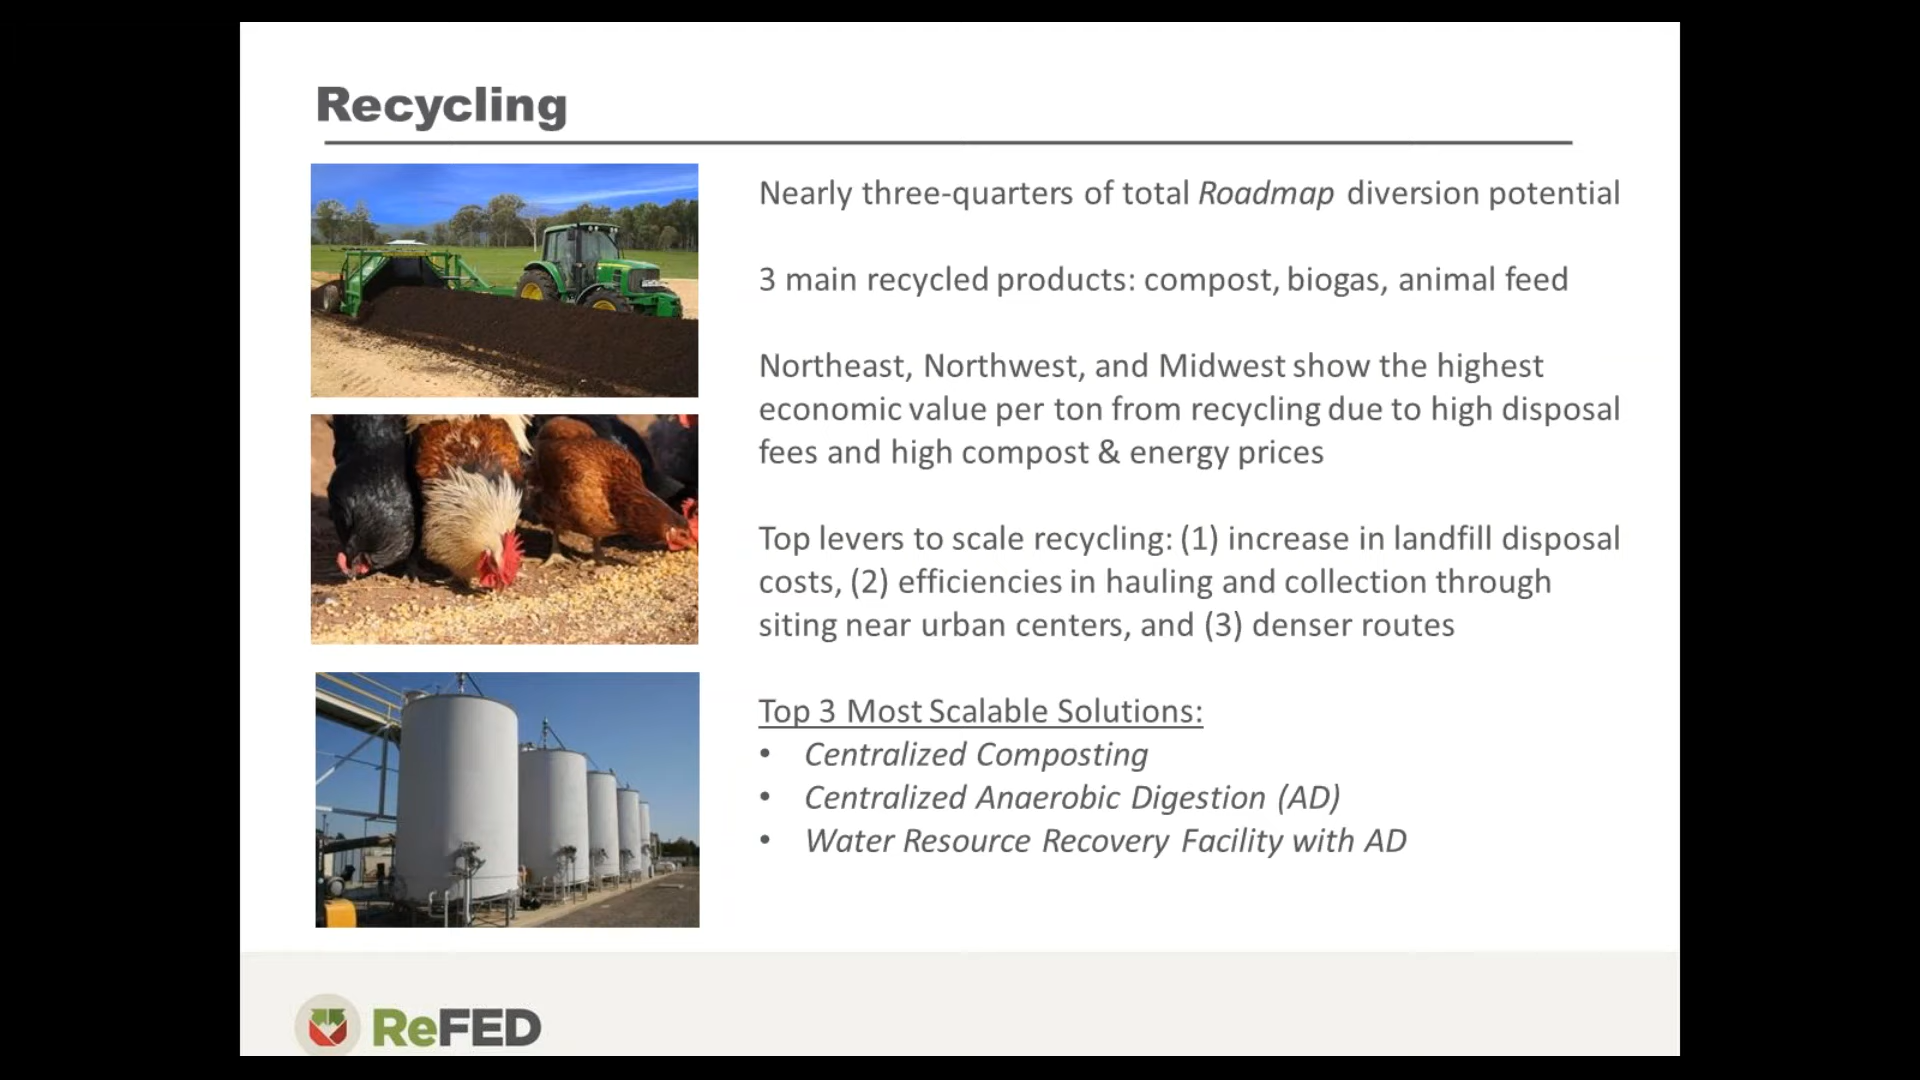 Recycling
Nearly three-quarters of total Roadmap diversion potential
3 main recycled products: compost, biogas, animal feed
Northeast, Northwest, and Midwest show the highest
economic value per ton from recycling due to high disposal
fees and high compost & energy prices
Top levers to scale recycling: (1) increase in landfill disposal
costs, (2) efficiencies in hauling and collection through
siting near urban centers, and (3) denser routes
Top 3 Most Scalable Solutions:
• Centralized Composting
• Centralized Anaerobic Digestion (AD)
• Water Resource Recovery Facility with AD
ReFED